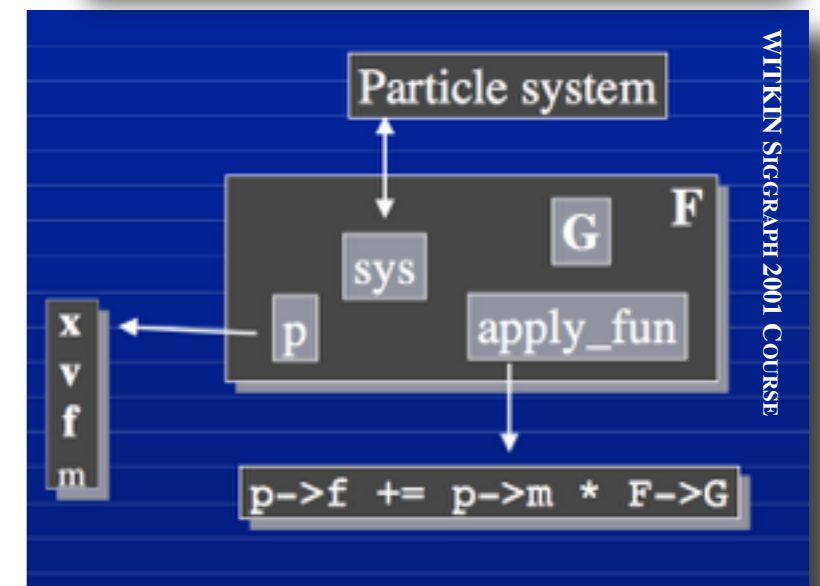 Particle system
F
G
sys
p
apply_fun
x
v
f
m
p->f += p->m * F->G
WITKIN SIGGRAPH 2001 COURSE